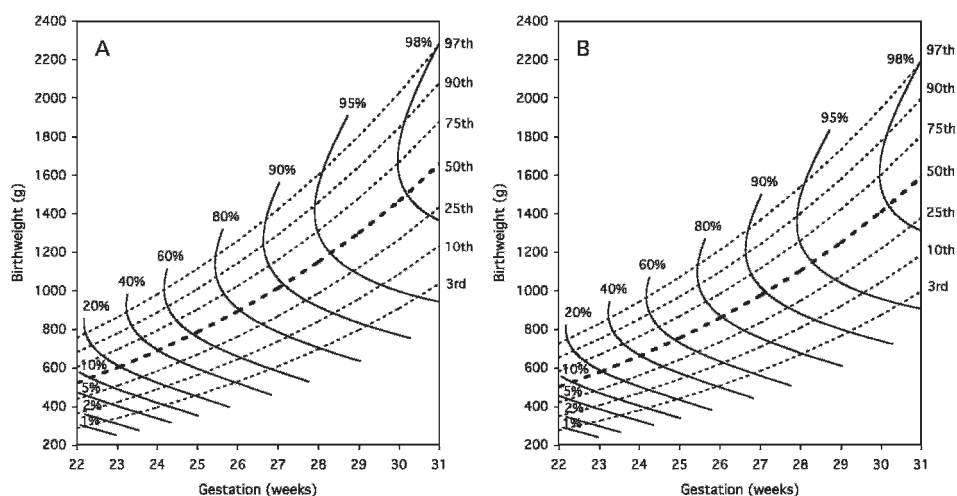 A
2400
2200
2000
1800
1600
1400
1200
1000
800
600
400
200
Birthweight (g)
22 23 24 25 26 27 28 29 30 31
Gestation (weeks)
98%
95%
90%
80%
60%
40%
20%
10%
5%
2%
1%
97th
90th
75th
50th
25th
10th
3rd
B
2400
2200
2000
1800
1600
1400
1200
1000
800
600
400
200
Birthweight (g)
22 23 24 25 26 27 28 29 30 31
Gestation (weeks)
98%
95%
90%
80%
60%
40%
20%
10%
5%
2%
1%
97th
90th
75th
50th
25th
10th
3rd